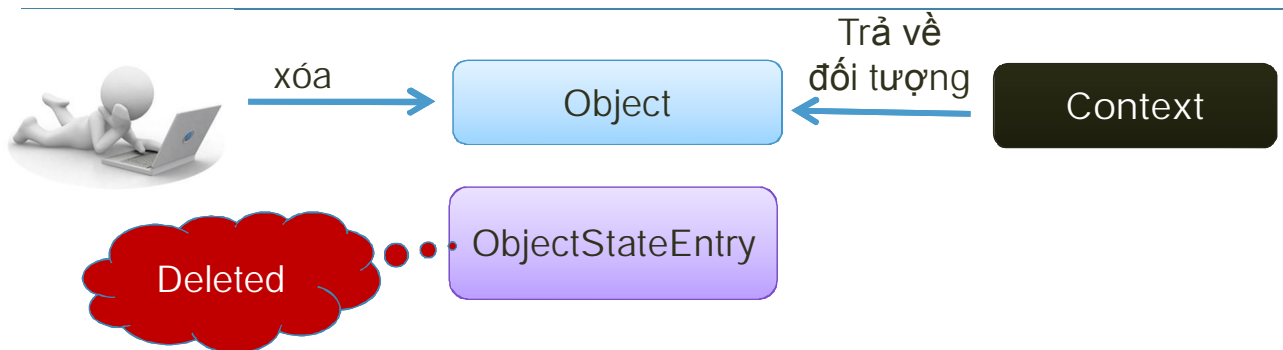 xóa
Object
Trả về
đối tượng
Context
ObjectStateEntry
Deleted